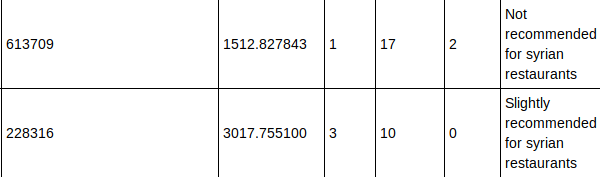 613709 1512.827843 1 17 2 Not
recommended
for syrian
restaurants
228316 3017.755100 3 10 0 Slightly
recommended
for syrian
restaurants